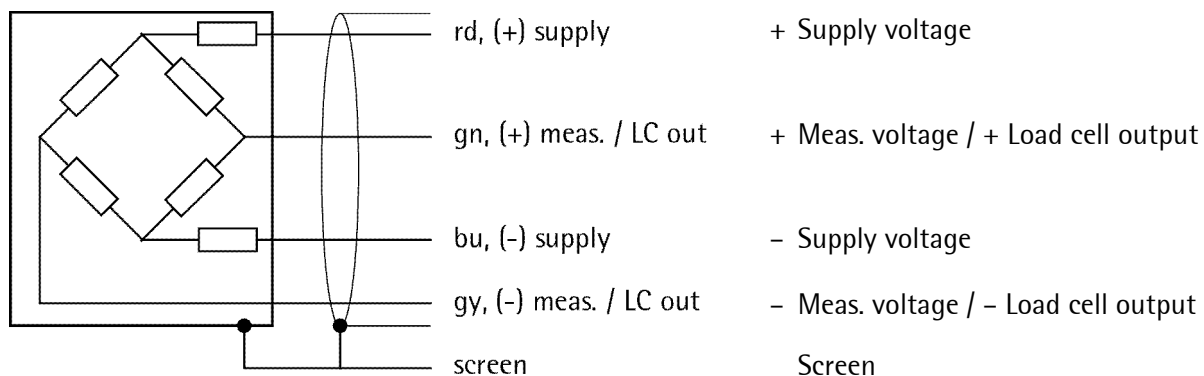 rd, (+) supply + Supply voltage
gn, (+) meas. / LC out + Meas. voltage / + Load cell output
bu, (-) supply – Supply voltage
gy, (-) meas. / LC out – Meas. voltage / – Load cell output
screen Screen